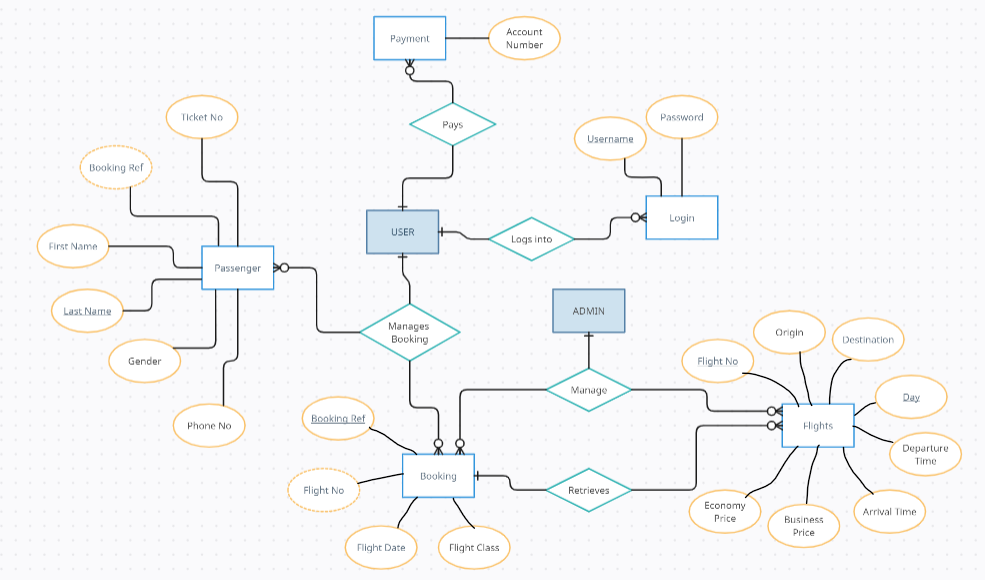 Payment
Account
Number
Ticket No
Pays
Username
Password
Booking Ref
USER
Logs into
Login
First Name
Passenger
Last Name
Manages
Booking
ADMIN
Gender
Origin
Destination
Flight No
Day
Manage
Phone No
Booking Ref
Flights
Departure
Time
Booking
Retrieves
Flight No
Economy
Price
Business
Price
Arrival Time
Flight Date
Flight Class